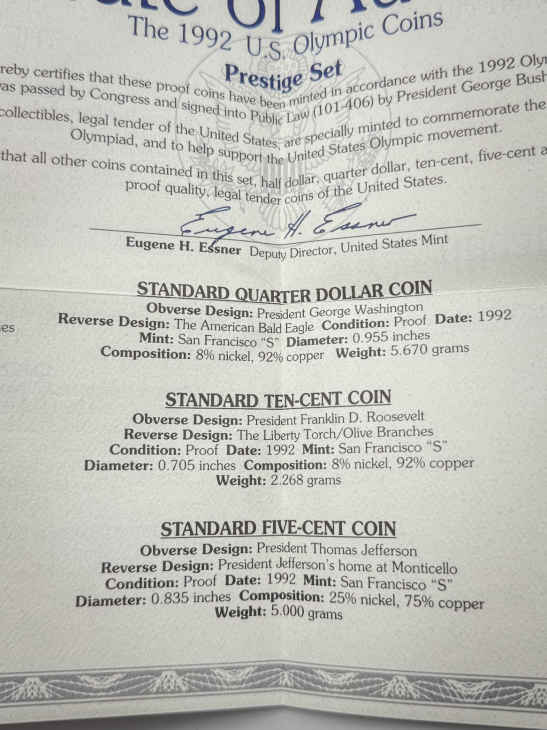 of
The 1992 U.S. Olympic Coins
Prestige Set
certifies that these proof coins have been minted in accordance with the 1992
was passed by Congress and signed into Public Law (101-406) by President George Bush
collectibles, legal tender of the United States, are specially minted to commemorate the
Olympiad, and to help support the United States Olympic movement.
that all other coins contained in this set, half dollar, quarter dollar, ten-cent, five-cent
proof quality, legal tender coins of the United States.
Eugene H. Essner
Eugene H. Essner Deputy Director, United States Mint
STANDARD QUARTER DOLLAR COIN
Obverse Design: President George Washington
Reverse Design: The American Bald Eagle Condition: Proof Date: 1992
Mint: San Francisco "S" Diameter: 0.955 inches
Composition: 8% nickel, 92% copper Weight: 5.670 grams
STANDARD TEN-CENT COIN
Obverse Design: President Franklin D. Roosevelt
Reverse Design: The Liberty Torch/Olive Branches
Condition: Proof Date: 1992 Mint: San Francisco "S"
Diameter: 0.705 inches Composition: 8% nickel, 92% copper
Weight: 2.268 grams
STANDARD FIVE-CENT COIN
Obverse Design: President Thomas Jefferson
Reverse Design: President Jefferson's home at Monticello
Condition: Proof Date: 1992 Mint: San Francisco "S"
Diameter: 0.835 inches Composition: 25% nickel, 75% copper
Weight: 5.000 grams